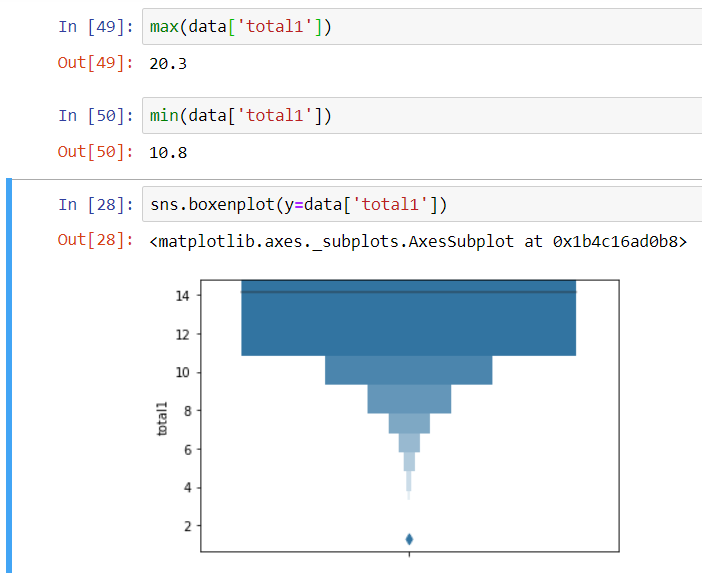 In [49]: max(data['total1'])
Out[49]: 20.3
In [50]: min(data['total1'])
Out[50]: 10.8
In [28]: sns.boxenplot(y=data['total1'])
Out[28]: <matplotlib.axes._subplots.AxesSubplot at 0x1b4c16ad0b8>
14
12
10
8
6
4
2
total1